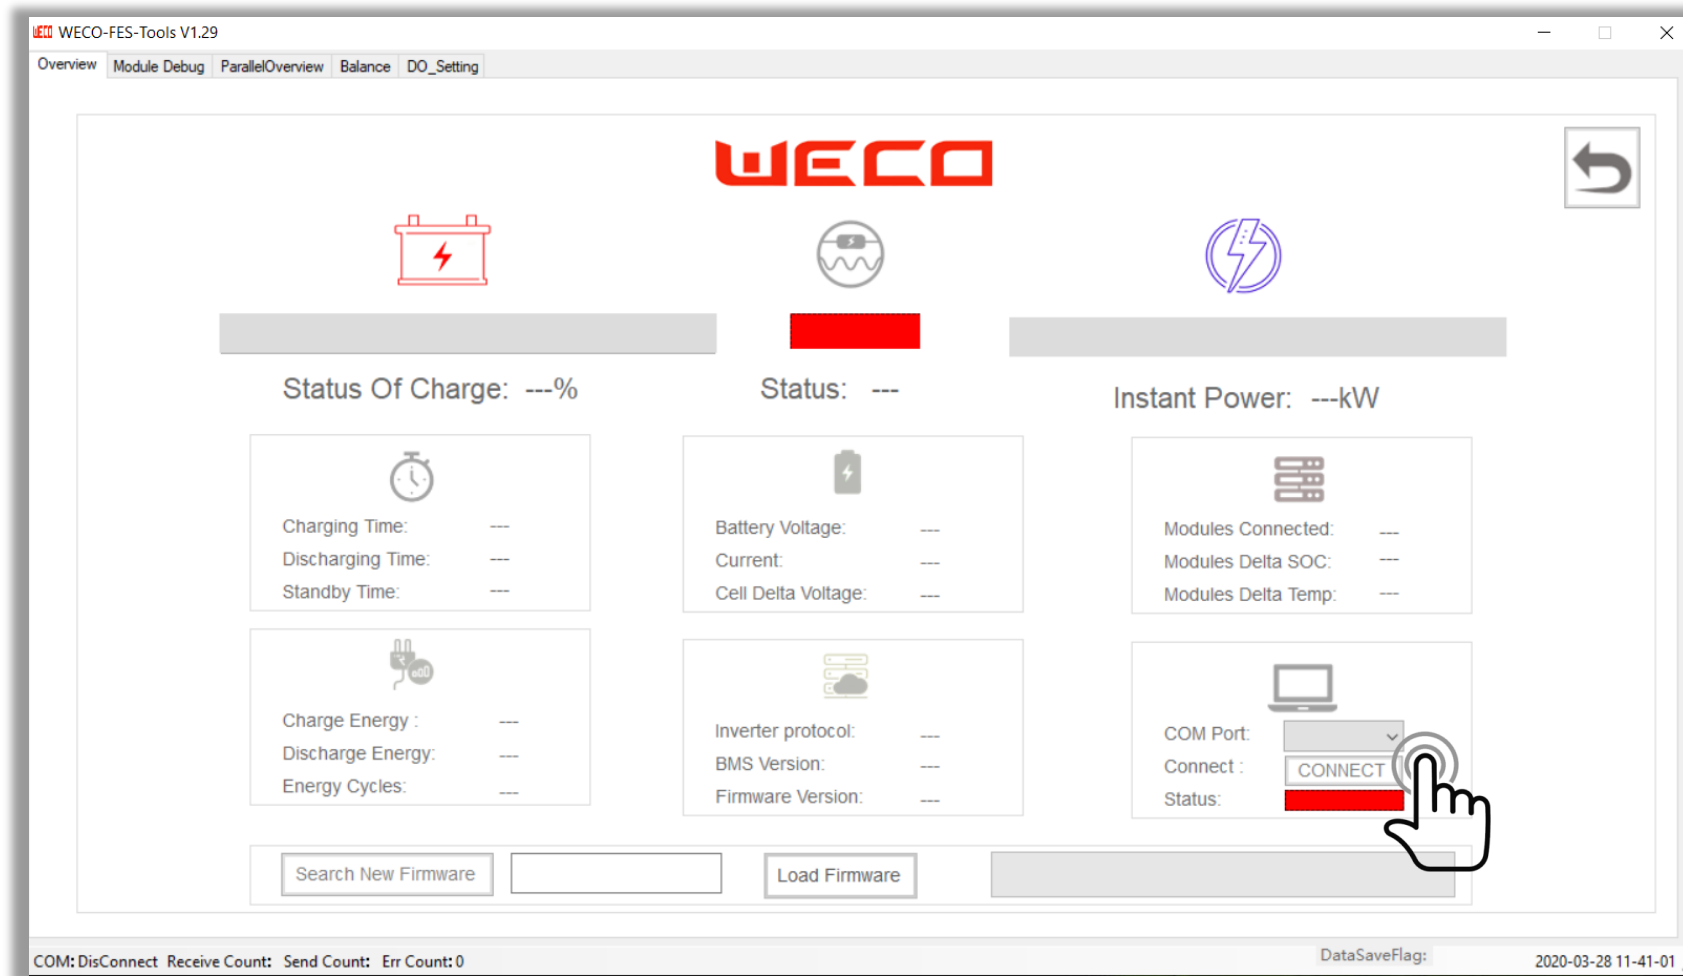 WECO WECO-FES-Tools V1.29
Overview Module Debug ParallelOverview Balance DO_Setting
WECO
Status Of Charge: ---%
Status: ---
Instant Power: ---kW
Charging Time: ---
Discharging Time: ---
Standby Time: ---
Battery Voltage: ---
Current: ---
Cell Delta Voltage: ---
Modules Connected: ---
Modules Delta SOC: ---
Modules Delta Temp: ---
Charge Energy : ---
Discharge Energy: ---
Energy Cycles: ---
Inverter protocol: ---
BMS Version: ---
Firmware Version: ---
COM Port:
Connect : CONNECT
Status:
Search New Firmware
Load Firmware
COM: DisConnect Receive Count: Send Count: Err Count: 0
DataSaveFlag:
2020-03-28 11-41-01